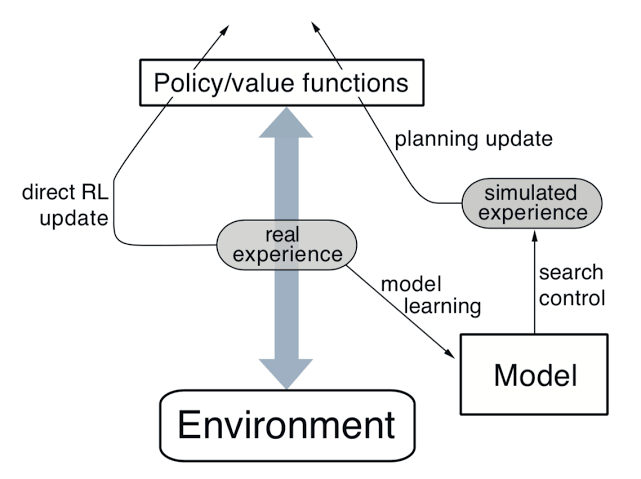 Policy/value functions
planning update
direct RL
update
simulated
experience
real
experience
search
control
model
learning
Model
Environment